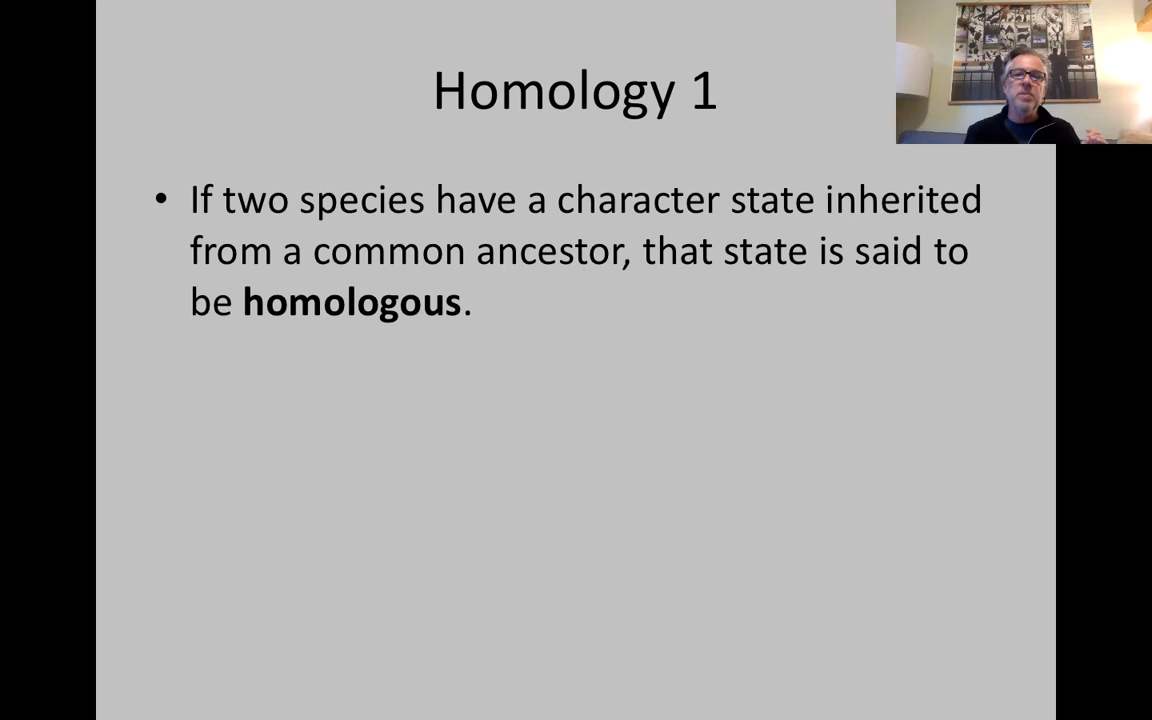 Homology 1
• If two species have a character state inherited
from a common ancestor, that state is said to
be homologous.